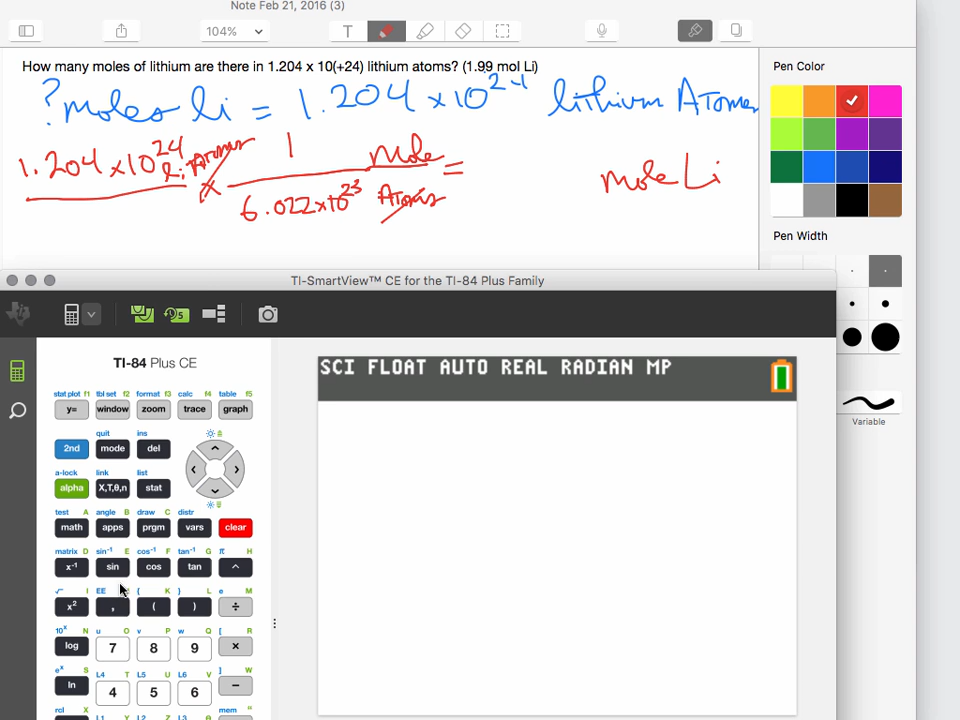 Note Feb 21, 2016 (3)
104%
T
How many moles of lithium are there in 1.204 x 10(+24) lithium atoms? (1.99 mol Li)
? moles Li = 1.204 x 10^24 lithium Atoms
1.204 x 10^24 Li Atoms x 1 mole =
6.022x10^23 Atoms
mole Li
Pen Color
Pen Width
Variable
TI-SmartView™ CE for the TI-84 Plus Family
TI-84 Plus CE
SCI FLOAT AUTO REAL RADIAN MP
stat plot f1 tbl set f2 format f3 calc f4 table f5
y= window zoom trace graph
quit ins
2nd mode del
a-lock link list
alpha X,T,θ,n stat
test A angle B draw C distr
math apps prgm vars clear
matrix D sin⁻¹ E cos⁻¹ F tan⁻¹ G π H
x⁻¹ sin cos tan ^
√ I EE { K } L e M
x² , ( ) ÷
10ˣ N u O v P w Q [ R
log 7 8 9 ×
eˣ S L4 T L5 U L6 V ] W
ln 4 5 6 −
rcl X L1 Y L2 Z L3 θ mem "